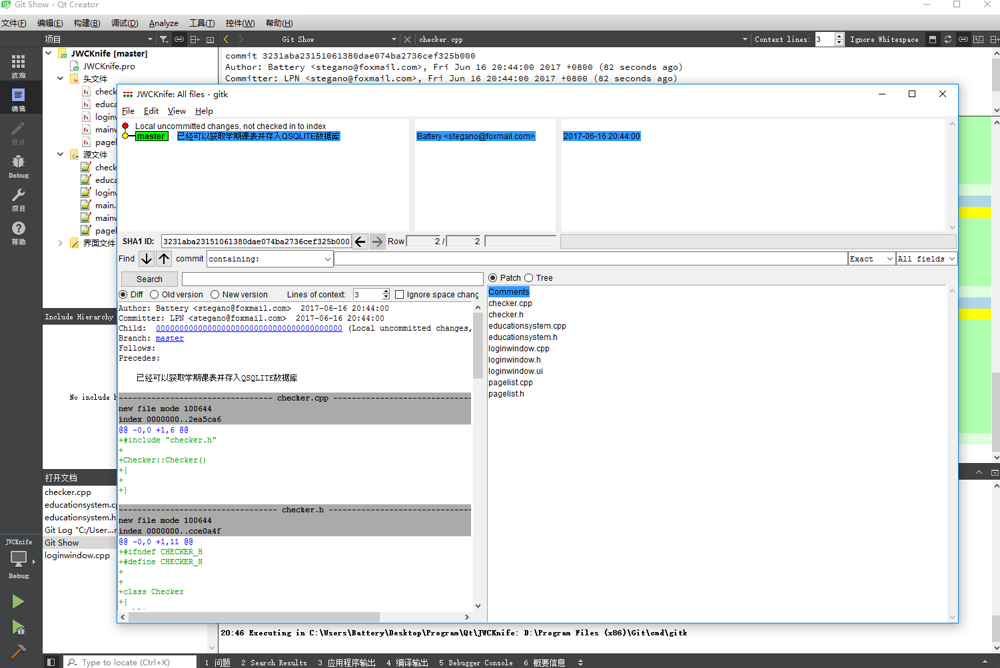 Git Show - Qt Creator
文件(F) 编辑(E) 构建(B) 调试(D) Analyze 工具(T) 控件(W) 帮助(H)
项目 Git Show checker.cpp Context lines: 3 Ignore Whitespace
欢迎
编辑
设计
Debug
项目
帮助
JWCKnife
Debug
JWCKnife [master]
JWCKnife.pro
头文件
check
educa
login
main
pagel
源文件
check
educa
login
main.
main
pagel
界面文件
Include Hierarchy
No include h
打开文档
checker.cpp
educationsystem.cp
educationsystem.h
Git Log "C:/User...r
Git Show
loginwindow.cpp
commit 3231aba23151061380dae074ba2736cef325b000
Author: Battery <stegano@foxmail.com>, Fri Jun 16 20:44:00 2017 +0800 (82 seconds ago)
Committer: LPN <stegano@foxmail.com>, Fri Jun 16 20:44:00 2017 +0800 (82 seconds ago)
JWCKnife: All files - gitk
File Edit View Help
Local uncommitted changes, not checked in to index
master 已经可以获取学期课表并存入QSQLITE数据库 Battery <stegano@foxmail.com> 2017-06-16 20:44:00
SHA1 ID: 3231aba23151061380dae074ba2736cef325b000 Row 2 / 2
Find commit containing: Exact All fields
Search
Diff Old version New version Lines of context: 3 Ignore space chang
Author: Battery <stegano@foxmail.com> 2017-06-16 20:44:00
Committer: LPN <stegano@foxmail.com> 2017-06-16 20:44:00
Child: 0000000000000000000000000000000000000000 (Local uncommitted changes,
Branch: master
Follows:
Precedes:
已经可以获取学期课表并存入QSQLITE数据库
--------------------------------- checker.cpp ------------------------------
new file mode 100644
index 0000000..2ea5ca6
@@ -0,0 +1,6 @@
+#include "checker.h"
+
+Checker::Checker()
+{
+
+}
---------------------------------- checker.h -------------------------------
new file mode 100644
index 0000000..cce0a4f
@@ -0,0 +1,11 @@
+#ifndef CHECKER_H
+#define CHECKER_H
+
+
+class Checker
+{
Patch Tree
Comments
checker.cpp
checker.h
educationsystem.cpp
educationsystem.h
loginwindow.cpp
loginwindow.h
loginwindow.ui
pagelist.cpp
pagelist.h
20:46 Executing in C:\Users\Battery\Desktop\Program\Qt\JWCKnife: D:\Program Files (x86)\Git\cmd\gitk
Type to locate (Ctrl+K) 1 问题 2 Search Results 3 应用程序输出 4 编译输出 5 Debugger Console 6 概要信息